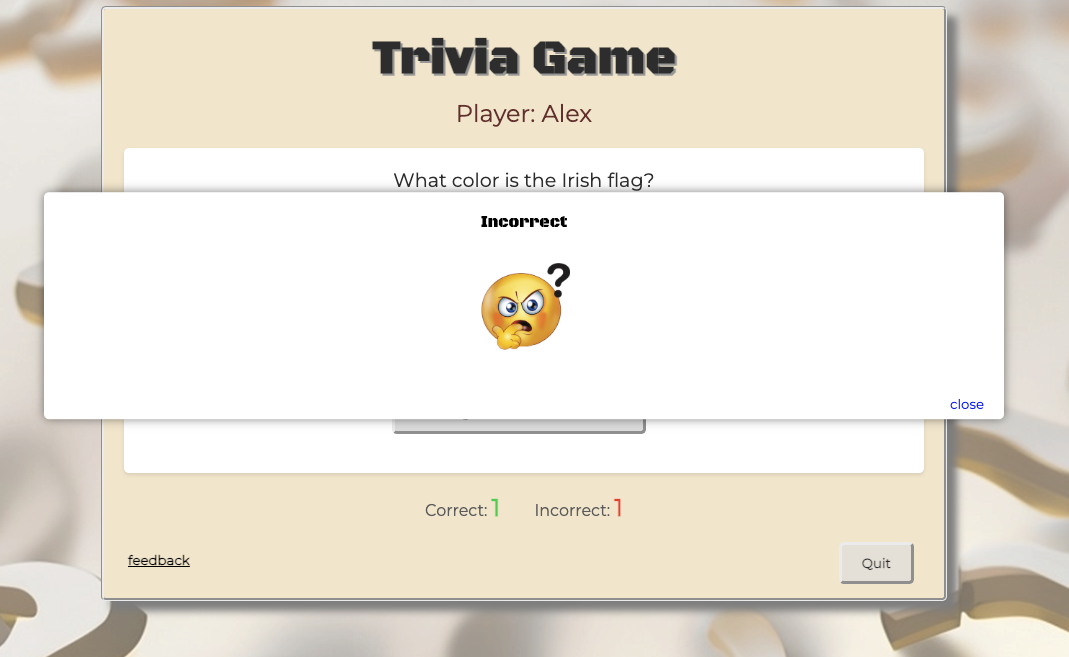 Trivia Game
Player: Alex
What color is the Irish flag?
Incorrect
?
close
Correct: 1 Incorrect: 1
feedback
Quit